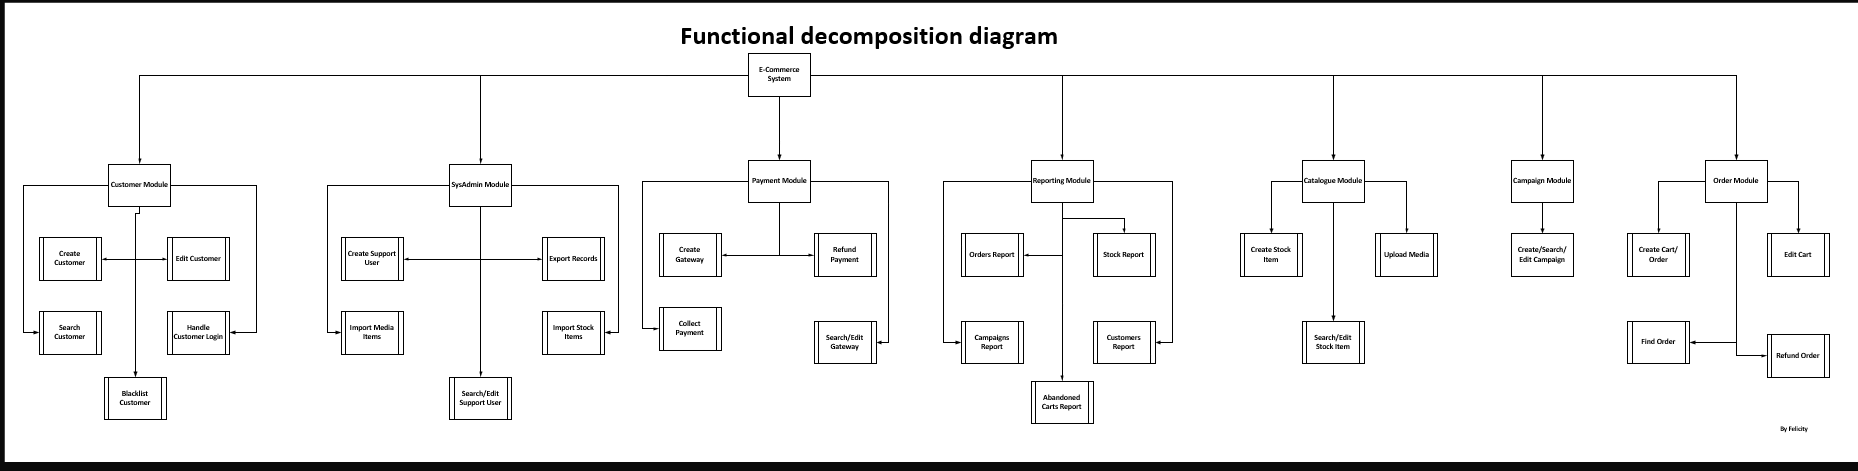 Functional decomposition diagram
E-Commerce
System
Customer Module
SysAdmin Module
Payment Module
Reporting Module
Catalogue Module
Campaign Module
Order Module
Create
Customer
Edit Customer
Search
Customer
Handle
Customer Login
Blacklist
Customer
Create Support
User
Export Records
Import Media
Items
Import Stock
Items
Search/Edit
Support User
Create
Gateway
Refund
Payment
Collect
Payment
Search/Edit
Gateway
Orders Report
Stock Report
Campaigns
Report
Customers
Report
Abandoned
Carts Report
Create Stock
Item
Upload Media
Search/Edit
Stock Item
Create/Search/
Edit Campaign
Create Cart/
Order
Edit Cart
Find Order
Refund Order
By Felicity